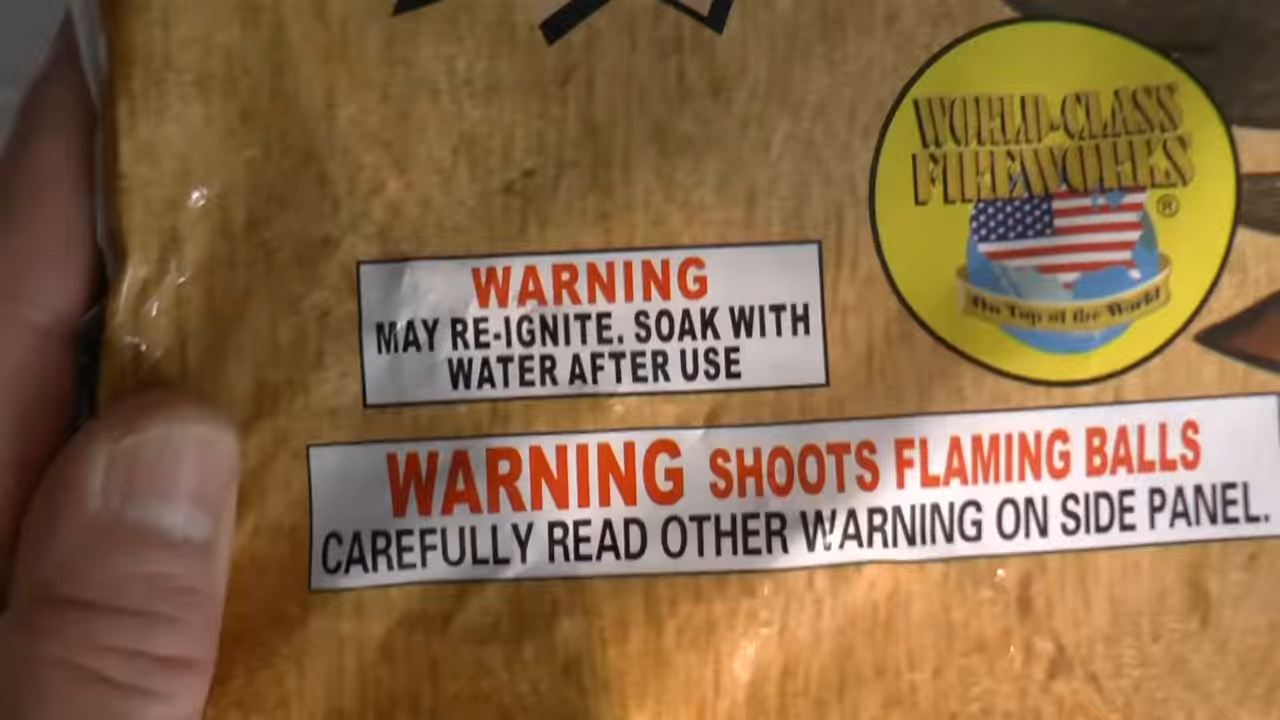 WORLD-CLASS
FIREWORKS
®
On Top of the World
WARNING
MAY RE-IGNITE. SOAK WITH
WATER AFTER USE
WARNING SHOOTS FLAMING BALLS
CAREFULLY READ OTHER WARNING ON SIDE PANEL.